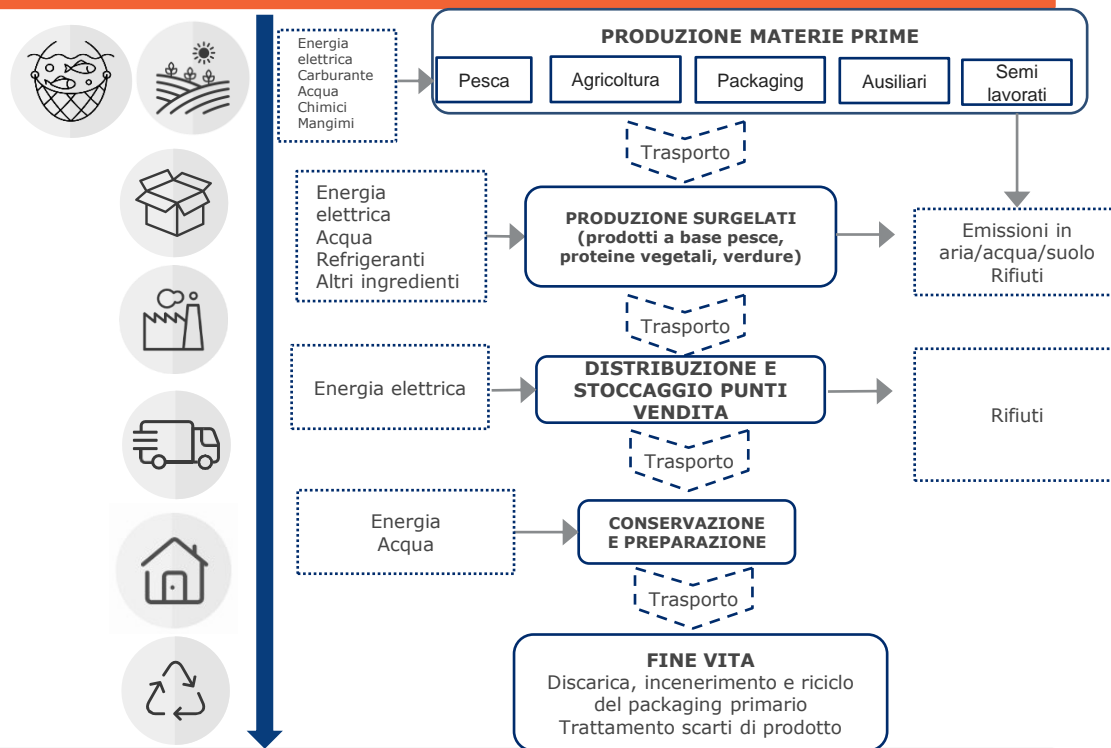 PRODUZIONE MATERIE PRIME
Energia
elettrica
Carburante
Acqua
Chimici
Mangimi
Pesca
Agricoltura
Packaging
Ausiliari
Semi
lavorati
Trasporto
Energia
elettrica
Acqua
Refrigeranti
Altri ingredienti
PRODUZIONE SURGELATI
(prodotti a base pesce,
proteine vegetali, verdure)
Emissioni in
aria/acqua/suolo
Rifiuti
Trasporto
Energia elettrica
DISTRIBUZIONE E
STOCCAGGIO PUNTI
VENDITA
Rifiuti
Trasporto
Energia
Acqua
CONSERVAZIONE
E PREPARAZIONE
Trasporto
FINE VITA
Discarica, incenerimento e riciclo
del packaging primario
Trattamento scarti di prodotto